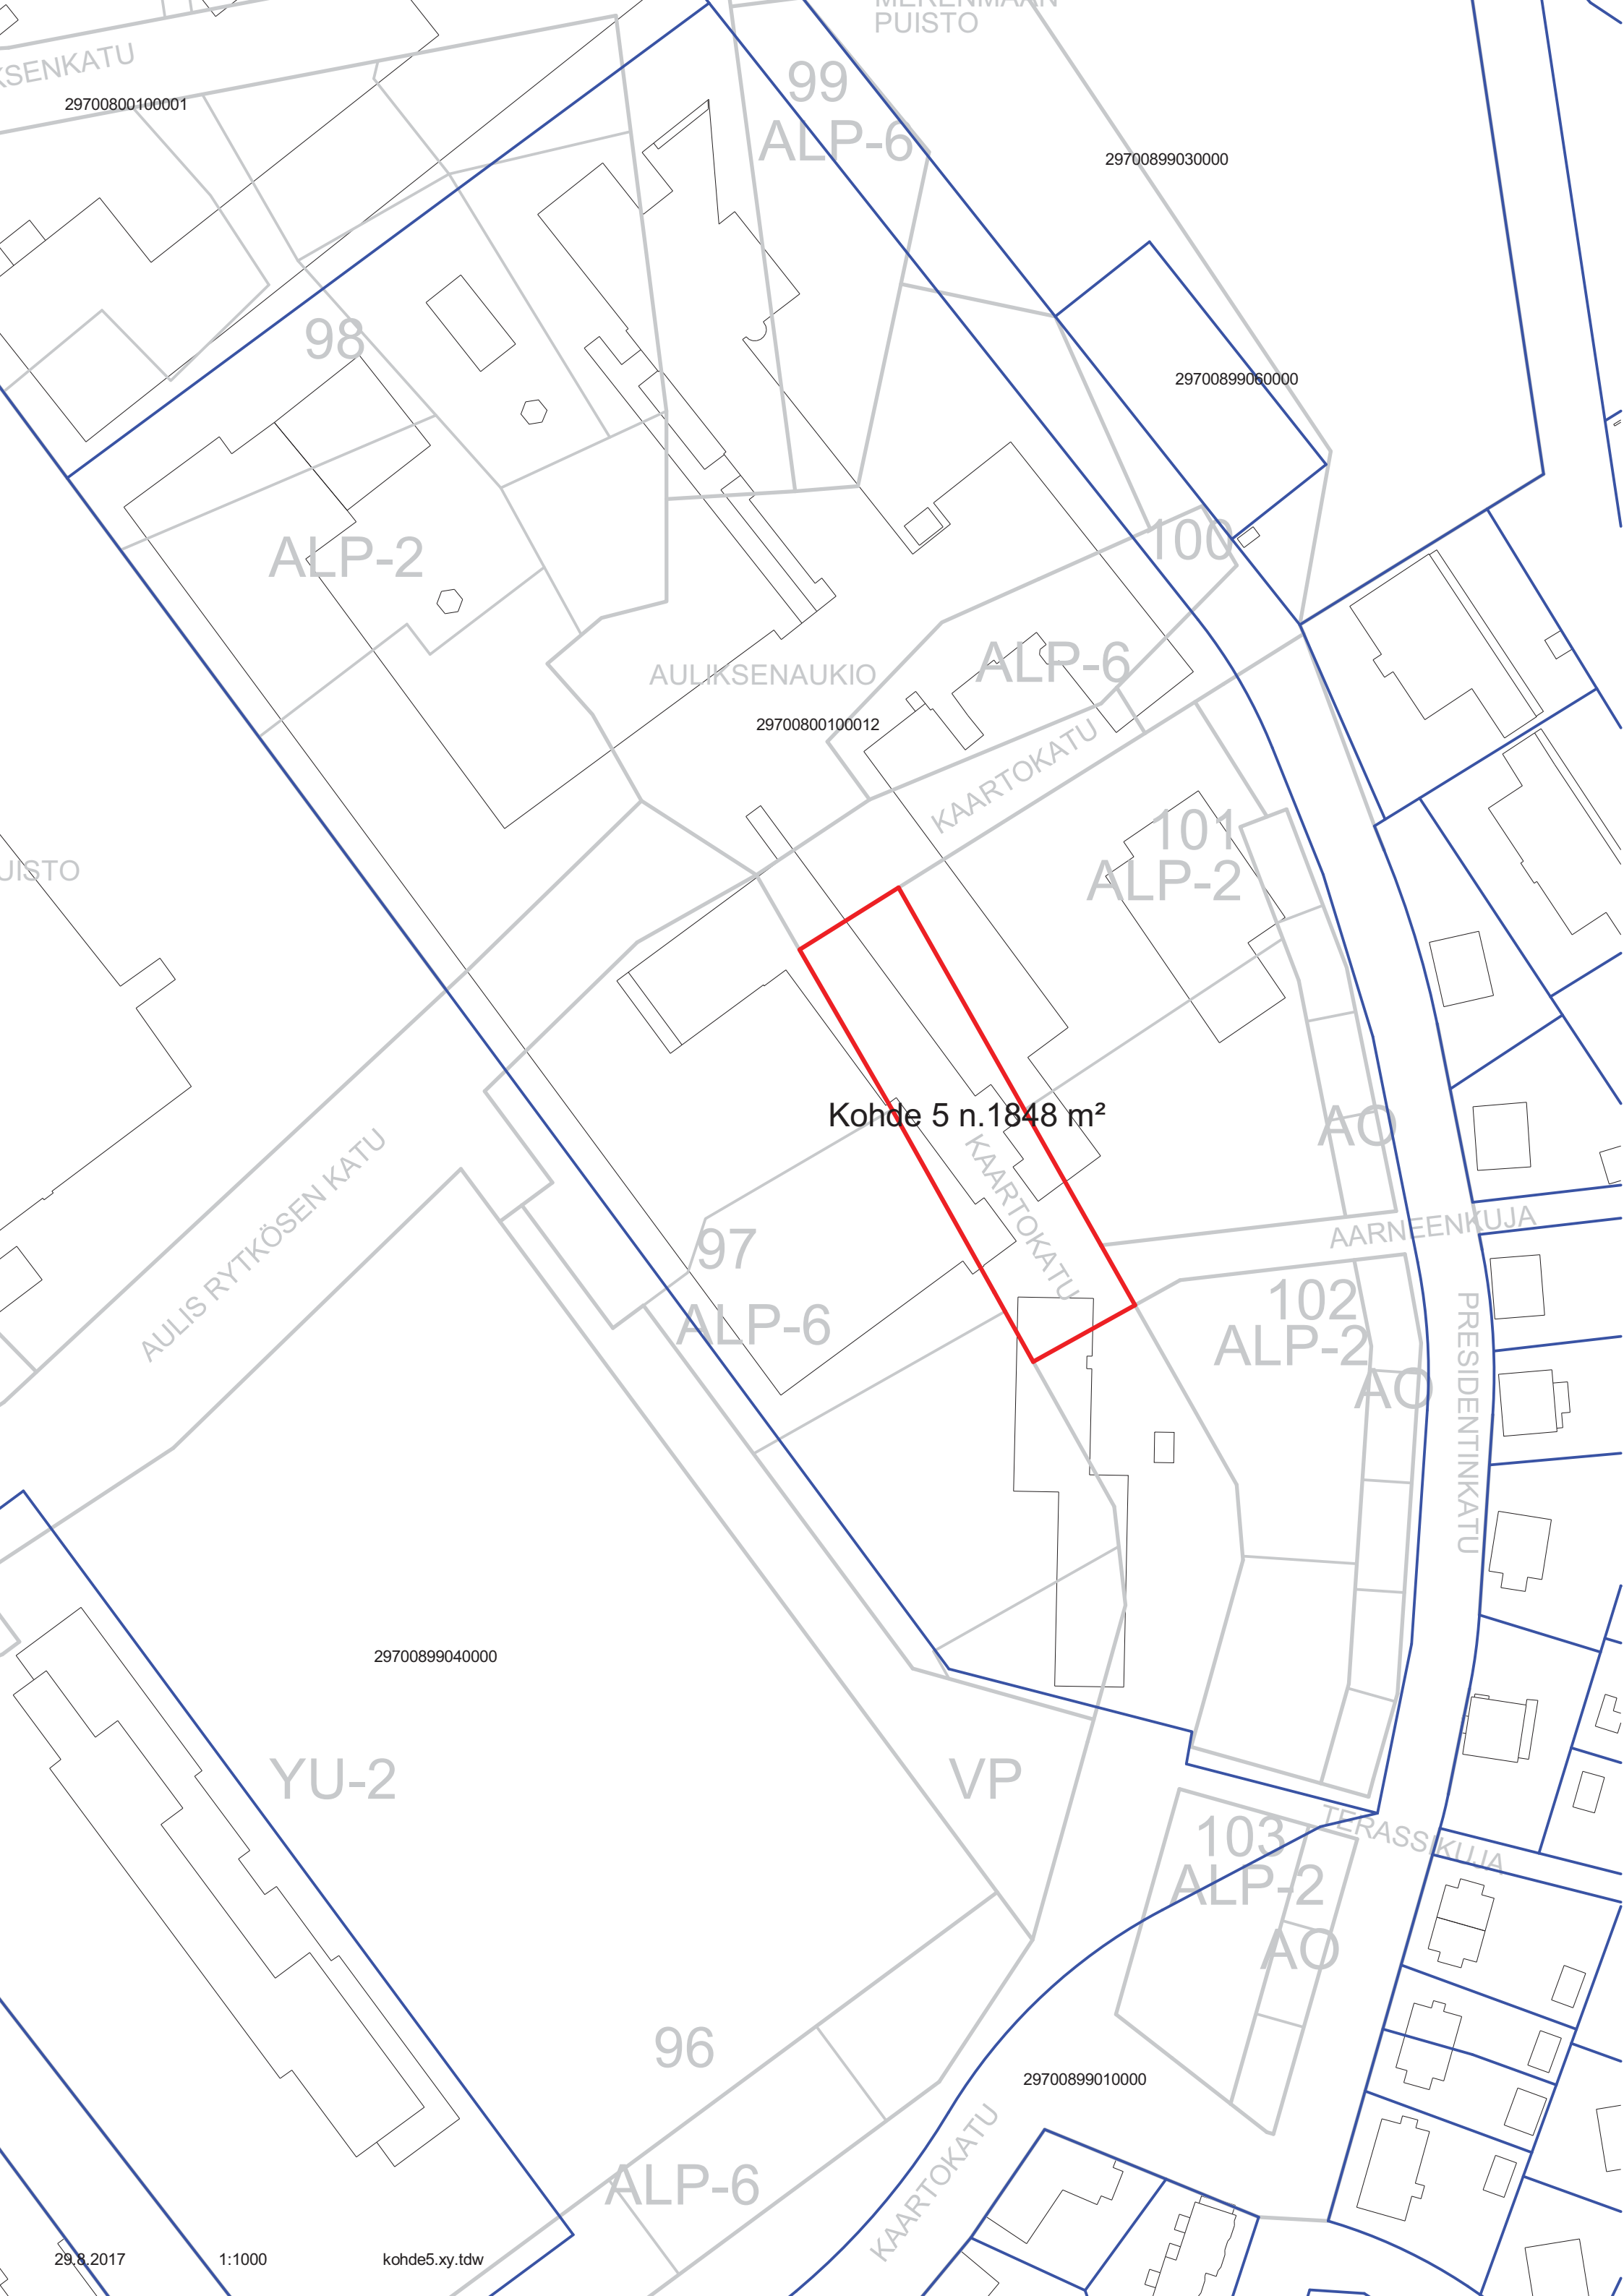 MERENMAAN
PUISTO
KSENKATU
29700800100001
99
ALP-6
29700899030000
98
29700899060000
100
ALP-2
ALP-6
AULIKSENAUKIO
29700800100012
KAARTOKATU
101
ALP-2
UISTO
Kohde 5 n.1848 m²
AO
KAARTOKATU
AULIS RYTKÖSEN KATU
AARNEENKUJA
97
ALP-6
102
ALP-2
AO
PRESIDENTINKATU
29700899040000
YU-2
VP
103
ALP-2
TERASSIKUJA
AO
96
29700899010000
ALP-6
KAARTOKATU
29.8.2017 1:1000 kohde5.xy.tdw